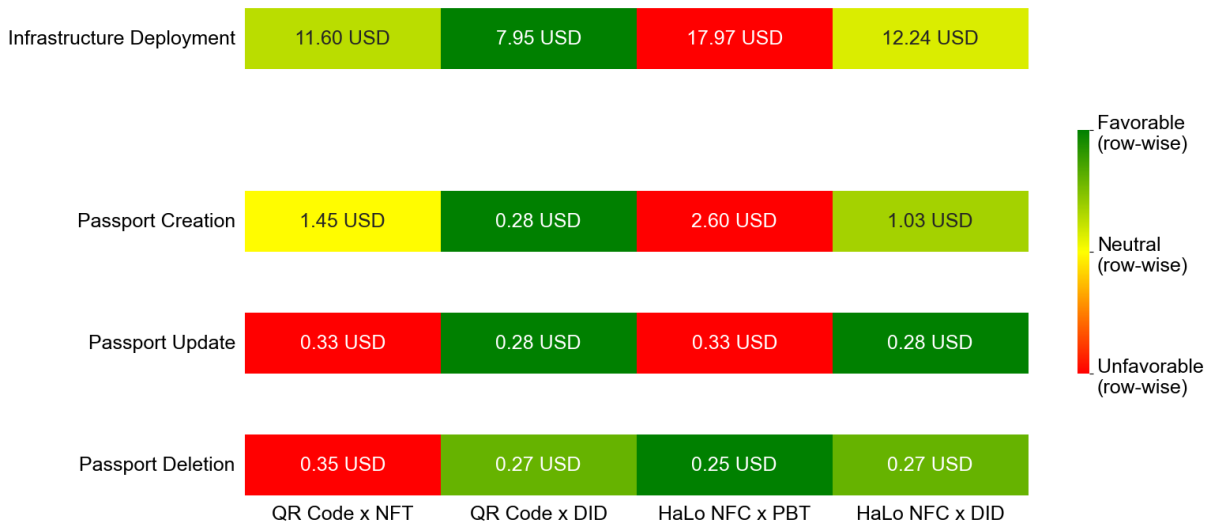 Infrastructure Deployment 11.60 USD 7.95 USD 17.97 USD 12.24 USD
Favorable
(row-wise)
Passport Creation 1.45 USD 0.28 USD 2.60 USD 1.03 USD
Neutral
(row-wise)
Passport Update 0.33 USD 0.28 USD 0.33 USD 0.28 USD
Unfavorable
(row-wise)
Passport Deletion 0.35 USD 0.27 USD 0.25 USD 0.27 USD
QR Code x NFT QR Code x DID HaLo NFC x PBT HaLo NFC x DID